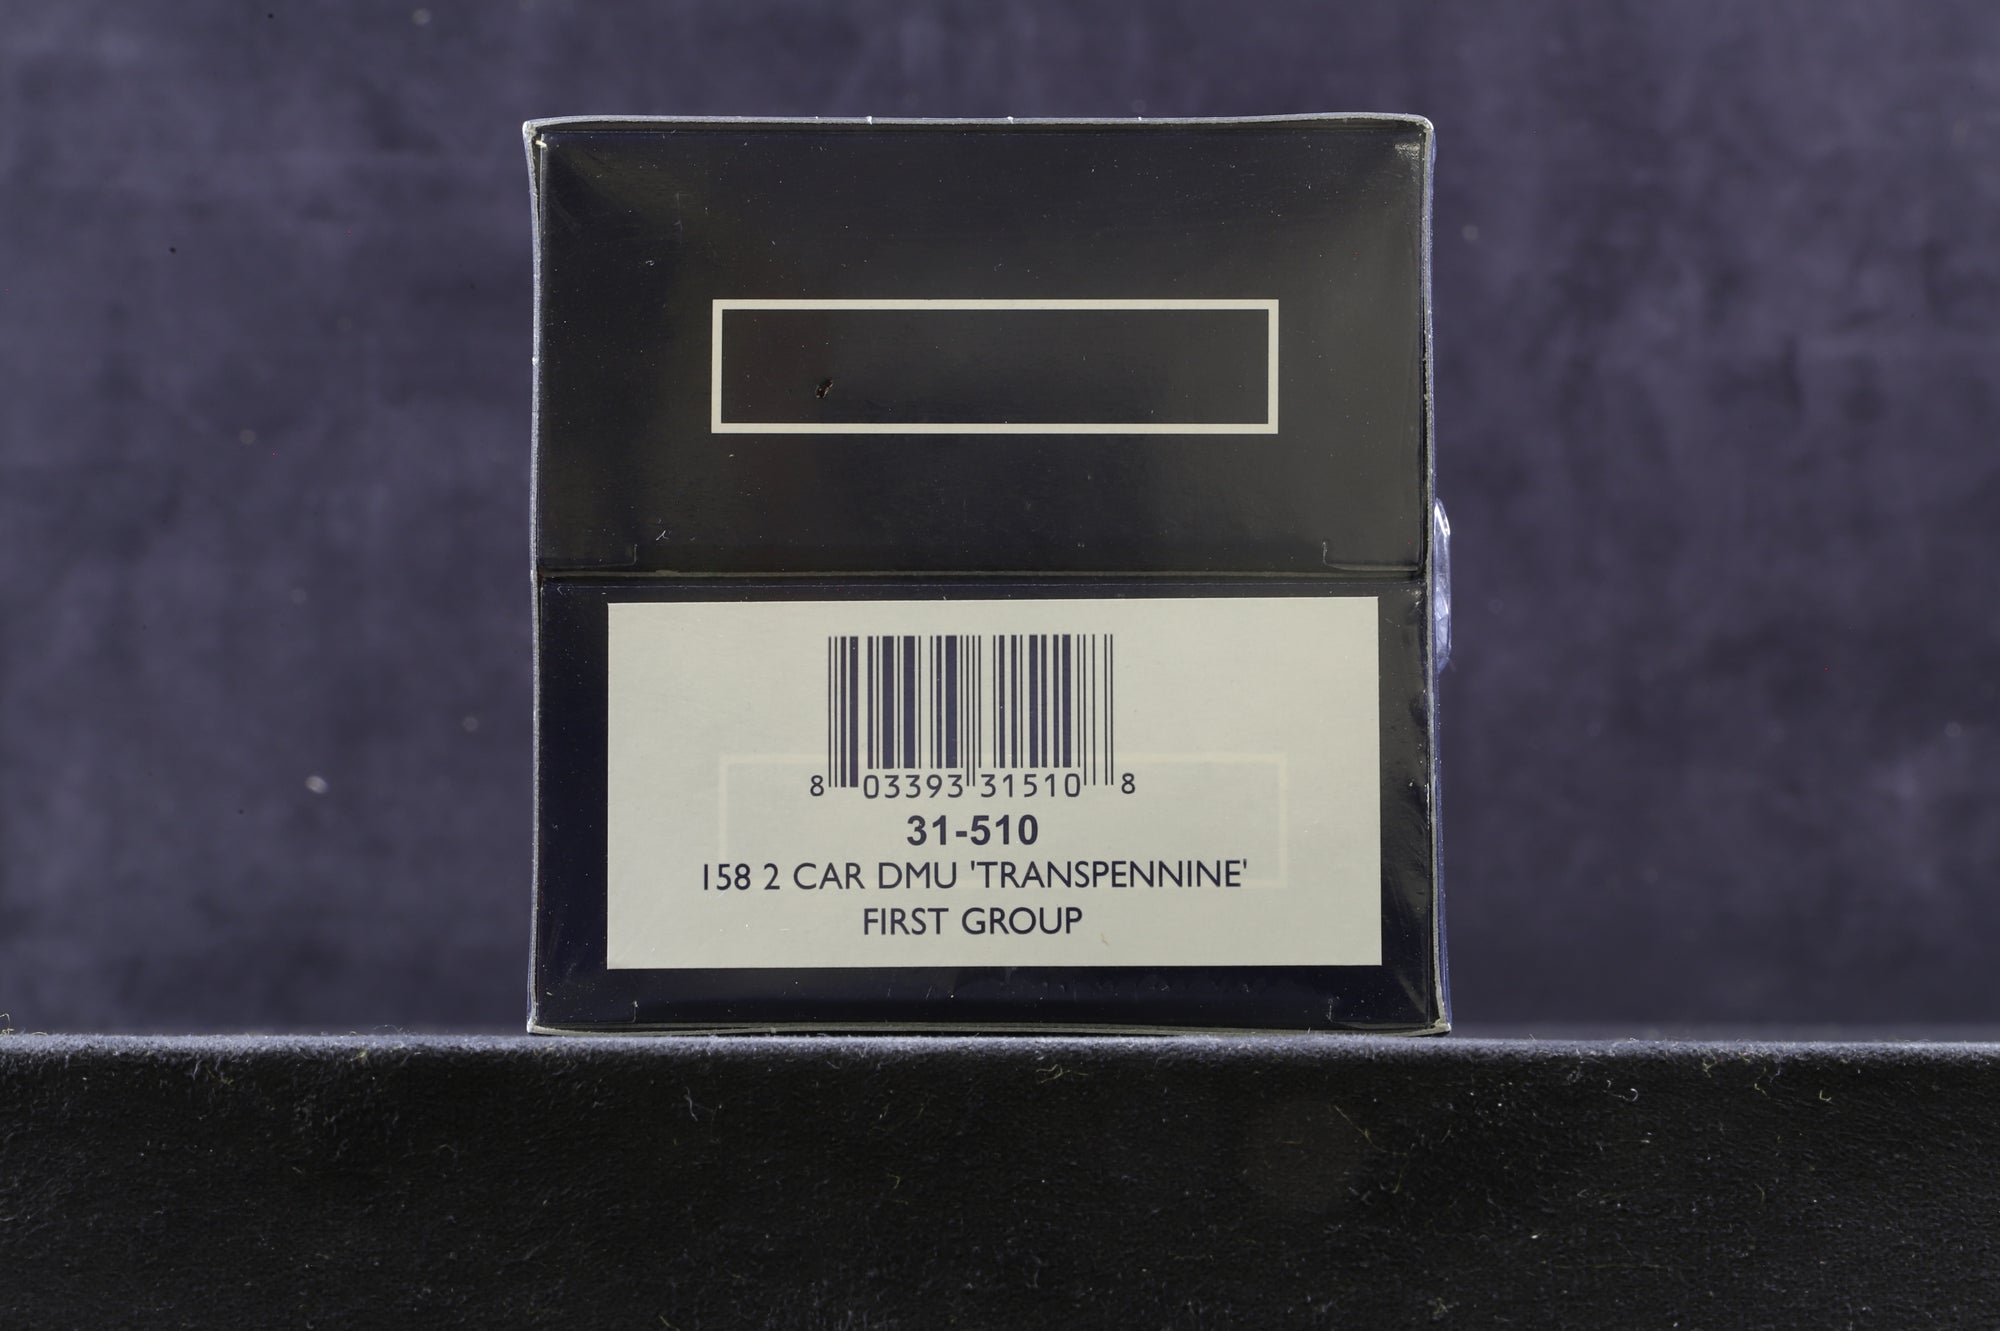 8 03393 31510 8
31-510
158 2 CAR DMU 'TRANSPENNINE'
FIRST GROUP